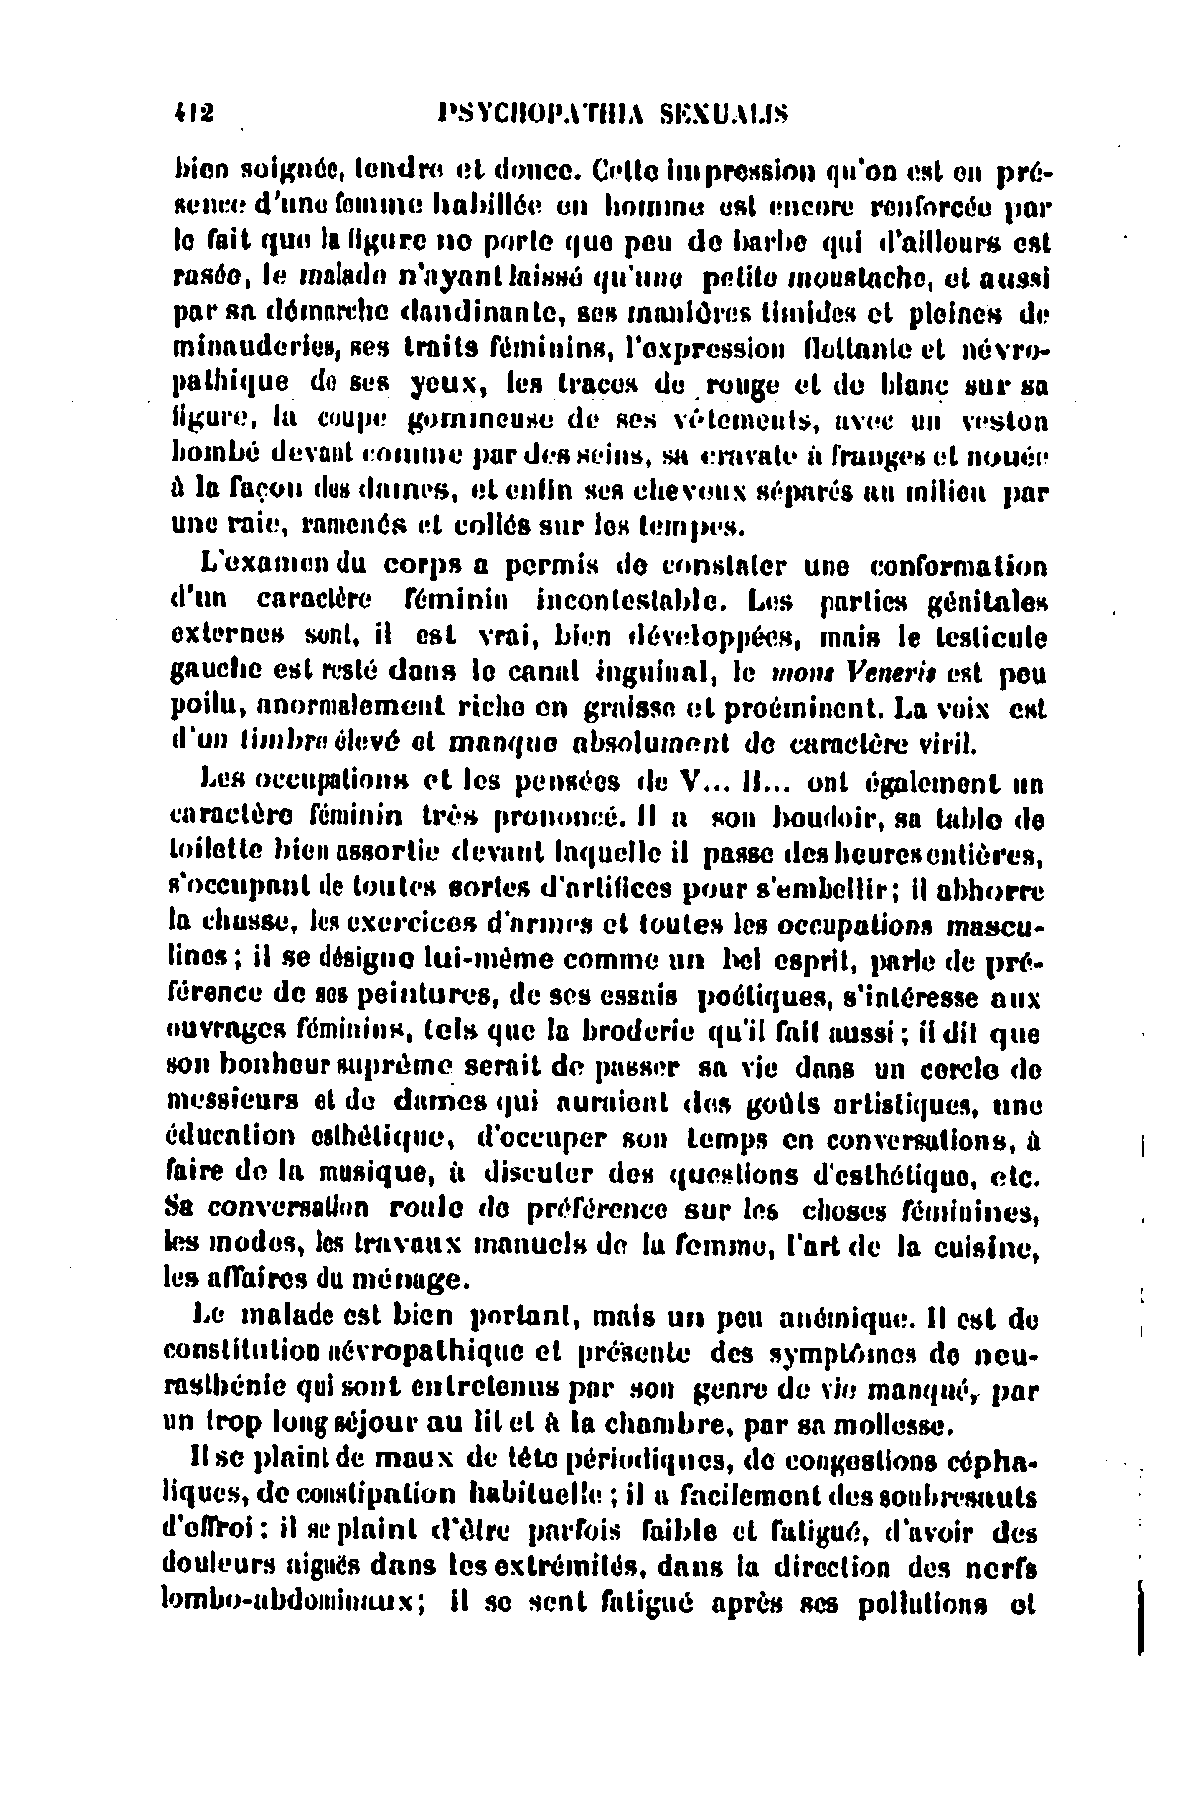 412 PSYCHOPATHIA SEXUALIS
bien soignée, tendre et douce. Cette impression qu'on est en pré-
sence d'une femme habillée en homme est encore renforcée par
le fait que la figure ne porte que peu de barbe qui d'ailleurs est
rasée, le malade n'ayant laissé qu'une petite moustache, et aussi
par sa démarche dandinante, ses manières timides et pleines de
minauderies, ses traits féminins, l'expression flottante et névro-
pathique de ses yeux, les traces de rouge et de blanc sur sa
figure, la coupe gommeuse de ses vêtements, avec un veston
bombé devant comme par des seins, sa cravate à franges et nouée
à la façon des dames, et enfin ses cheveux séparés au milieu par
une raie, ramenés et collés sur les tempes.
L'examen du corps a permis de constater une conformation
d'un caractère féminin incontestable. Les parties génitales
externes sont, il est vrai, bien développées, mais le testicule
gauche est resté dans le canal inguinal, le mons Veneris est peu
poilu, anormalement riche en graisse et proéminent. La voix est
d'un timbre élevé et manque absolument de caractère viril.
Les occupations et les pensées de V... H... ont également un
caractère féminin très prononcé. Il a son boudoir, sa table de
toilette bien assortie devant laquelle il passe des heures entières,
s'occupant de toutes sortes d'artifices pour s'embellir; il abhorre
la chasse, les exercices d'armes et toutes les occupations mascu-
lines; il se désigne lui-même comme un bel esprit, parle de pré-
férence de ses peintures, de ses essais poétiques, s'intéresse aux
ouvrages féminins, tels que la broderie qu'il fait aussi; il dit que
son bonheur suprême serait de passer sa vie dans un cercle de
messieurs et de dames qui auraient des goûts artistiques, une
éducation esthétique, d'occuper son temps en conversations, à
faire de la musique, à discuter des questions d'esthétique, etc.
Sa conversation roule de préférence sur les choses féminines,
les modes, les travaux manuels de la femme, l'art de la cuisine,
les affaires du ménage.
Le malade est bien portant, mais un peu anémique. Il est de
constitution névropathique et présente des symptômes de neu-
rasthénie qui sont entretenus par son genre de vie manqué, par
un trop long séjour au lit et à la chambre, par sa mollesse.
Il se plaint de maux de tête périodiques, de congestions cépha-
liques, de constipation habituelle; il a facilement des soubresauts
d'effroi: il se plaint d'être parfois faible et fatigué, d'avoir des
douleurs aiguës dans les extrémités, dans la direction des nerfs
lombo-abdominaux; il se sent fatigué après ses pollutions et